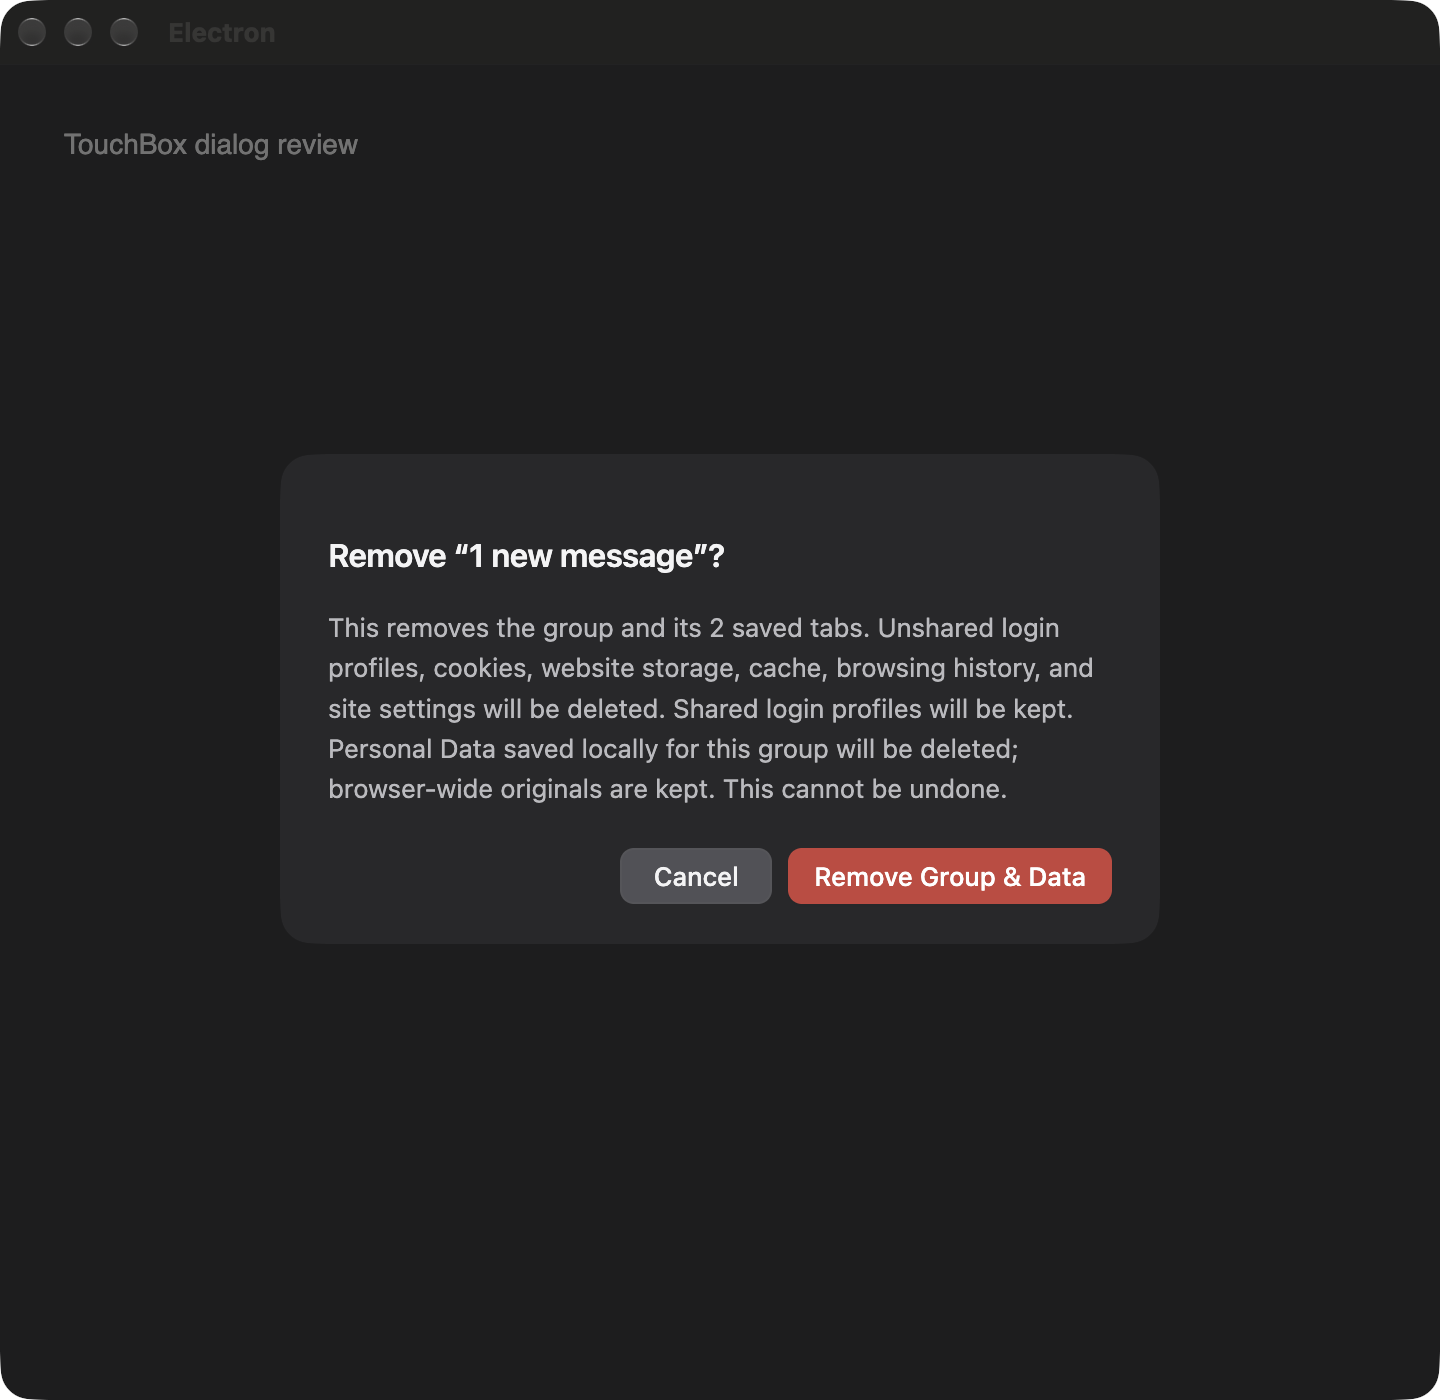 Electron
TouchBox dialog review
Remove “1 new message”?
This removes the group and its 2 saved tabs. Unshared login
profiles, cookies, website storage, cache, browsing history, and
site settings will be deleted. Shared login profiles will be kept.
Personal Data saved locally for this group will be deleted;
browser-wide originals are kept. This cannot be undone.
Cancel
Remove Group & Data